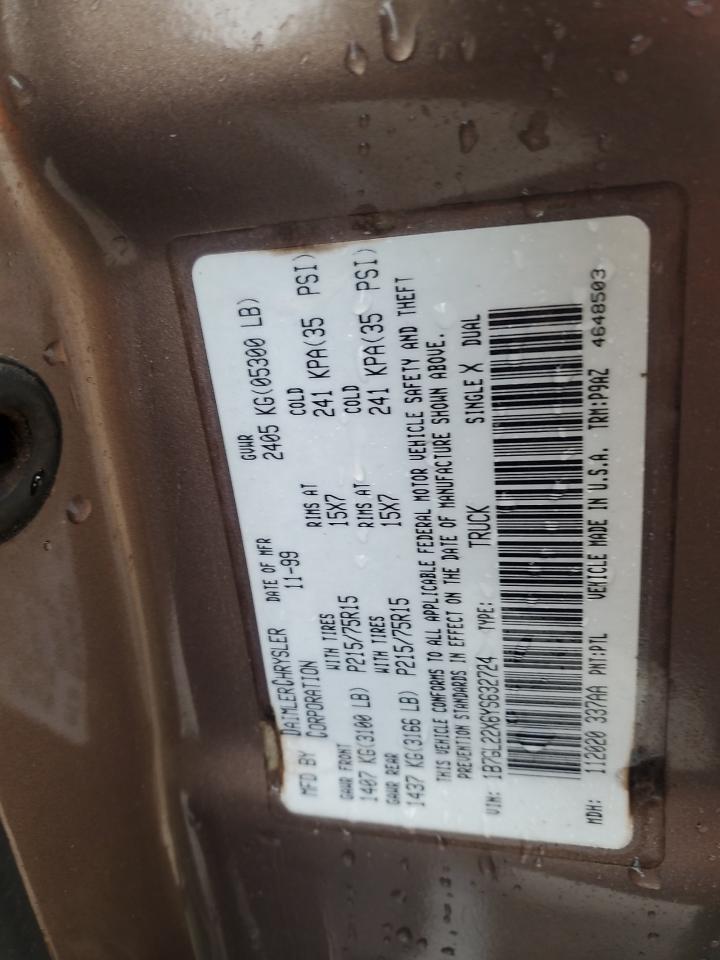 MFD BY DAIMLERCHRYSLER CORPORATION DATE OF MFR 11-99 GVWR 2405 KG(05300 LB)
GAWR FRONT WITH TIRES RIMS AT COLD
1407 KG(3100 LB) P215/75R15 15X7 241 KPA(35 PSI)
GAWR REAR WITH TIRES RIMS AT COLD
1437 KG(3166 LB) P215/75R15 15X7 241 KPA(35 PSI)
THIS VEHICLE CONFORMS TO ALL APPLICABLE FEDERAL MOTOR VEHICLE SAFETY AND THEFT
PREVENTION STANDARDS IN EFFECT ON THE DATE OF MANUFACTURE SHOWN ABOVE.
VIN: 1B7GL22X6YS632724 TYPE: TRUCK SINGLE X DUAL
MDH: 112020 337AA PNT:PTL VEHICLE MADE IN U.S.A. TRM:P9AZ 4648503